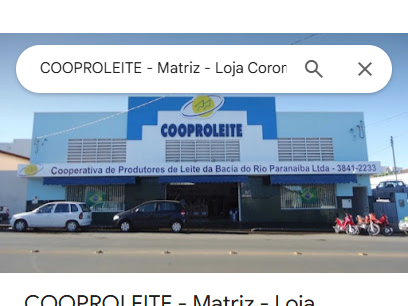 COOPROLEITE - Matriz - Loja Coron
COOPROLEITE
Cooperativa de Produtores de Leite da Bacia do Rio Paranaíba Ltda - 3841-2233
COOPROLEITE - Matriz - Loja